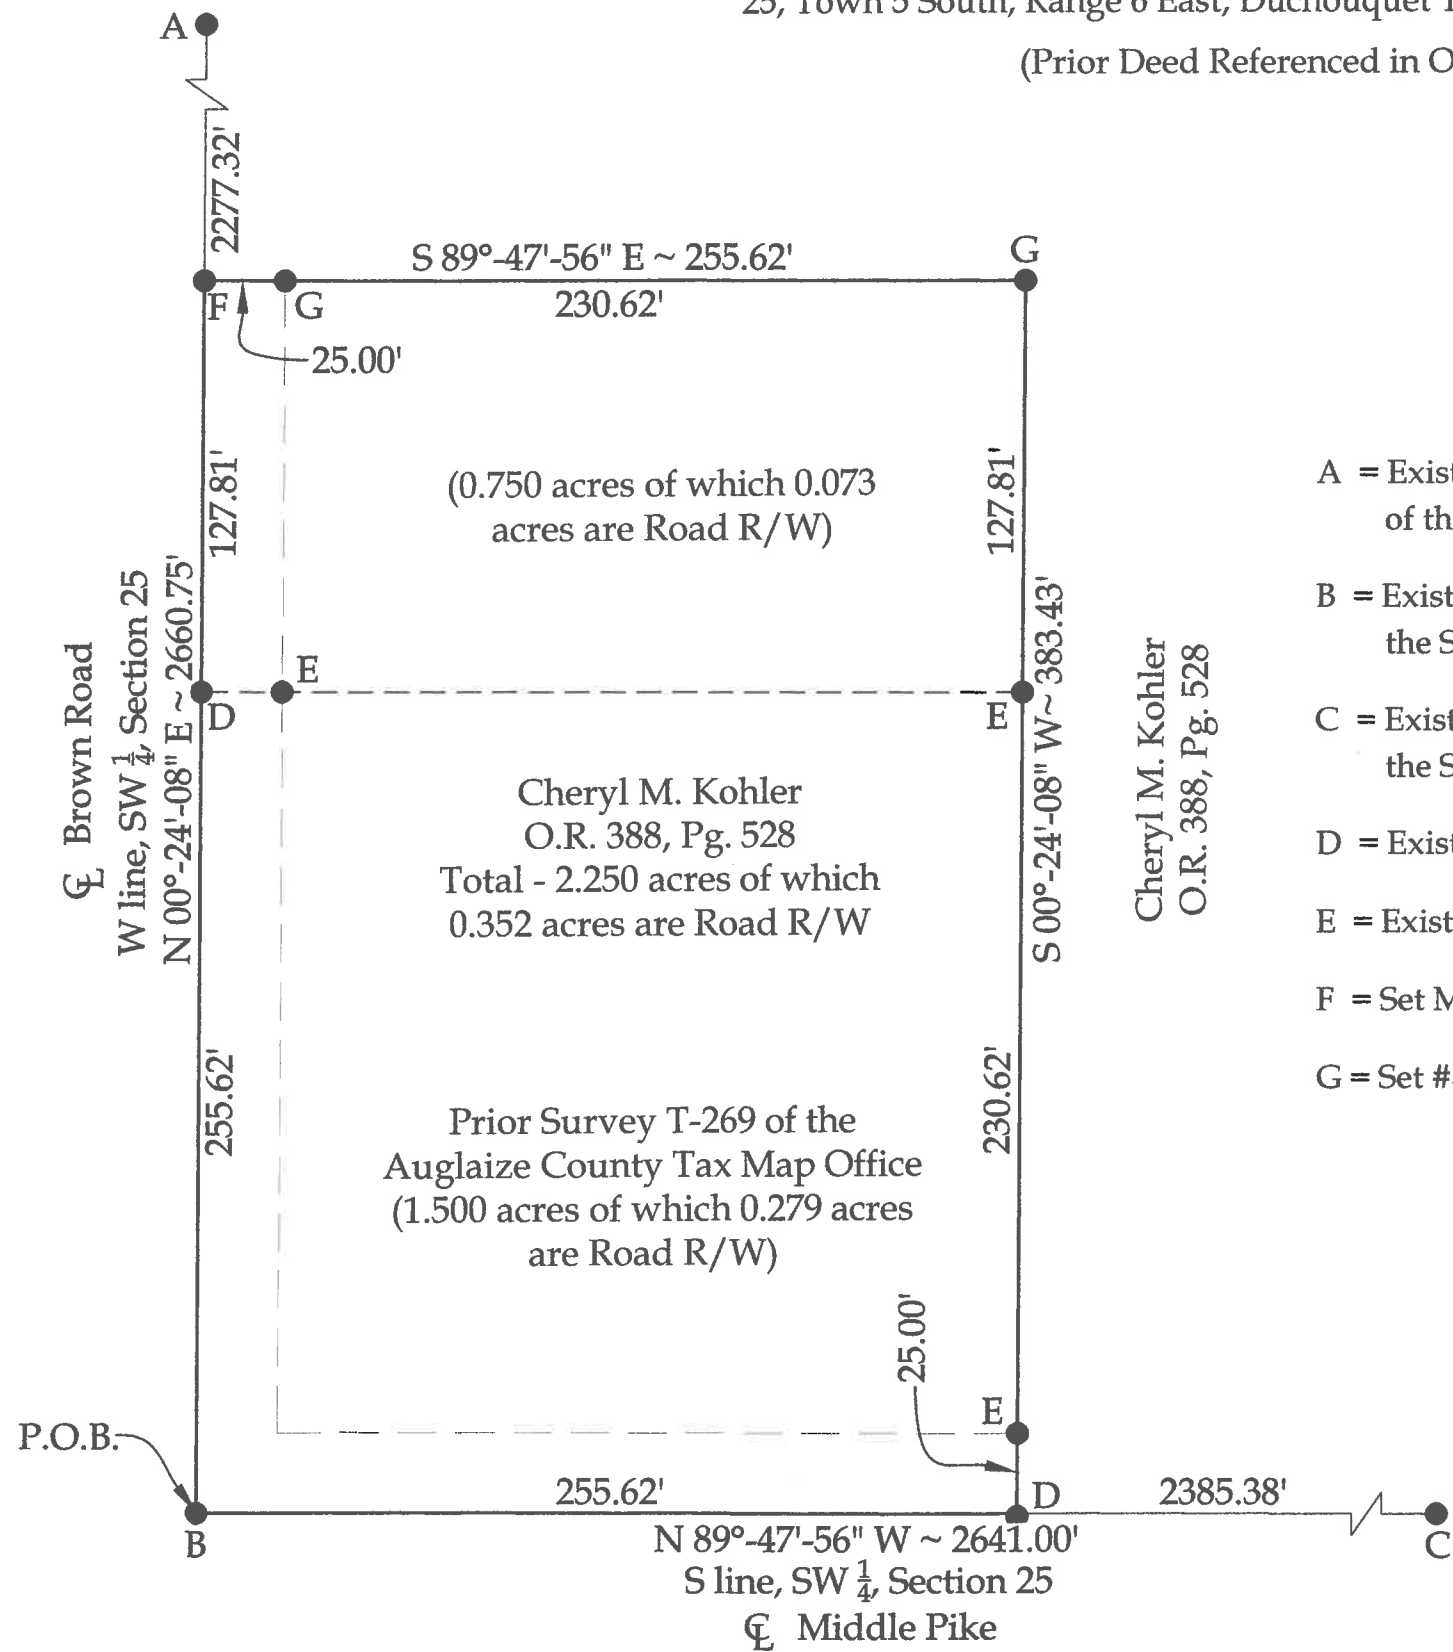 25, Town 5 South, Range 6 East, Duchouquet
(Prior Deed Referenced in O
A
2277.32'
S 89°-47'-56" E ~ 255.62'
G
F
G
230.62'
25.00'
127.81'
(0.750 acres of which 0.073
acres are Road R/W)
127.81'
A = Exist
of th
B = Exist
the S
C = Exist
the S
D = Exist
E = Exist
F = Set M
G = Set #
℄ Brown Road
W line, SW 1/4, Section 25
N 00°-24'-08" E ~ 2660.75'
E
D
E
S 00°-24'-08" W ~ 383.43'
Cheryl M. Kohler
O.R. 388, Pg. 528
Cheryl M. Kohler
O.R. 388, Pg. 528
Total - 2.250 acres of which
0.352 acres are Road R/W
255.62'
230.62'
Prior Survey T-269 of the
Auglaize County Tax Map Office
(1.500 acres of which 0.279 acres
are Road R/W)
25.00'
E
P.O.B.
255.62'
D
2385.38'
B
N 89°-47'-56" W ~ 2641.00'
C
S line, SW 1/4, Section 25
℄ Middle Pike